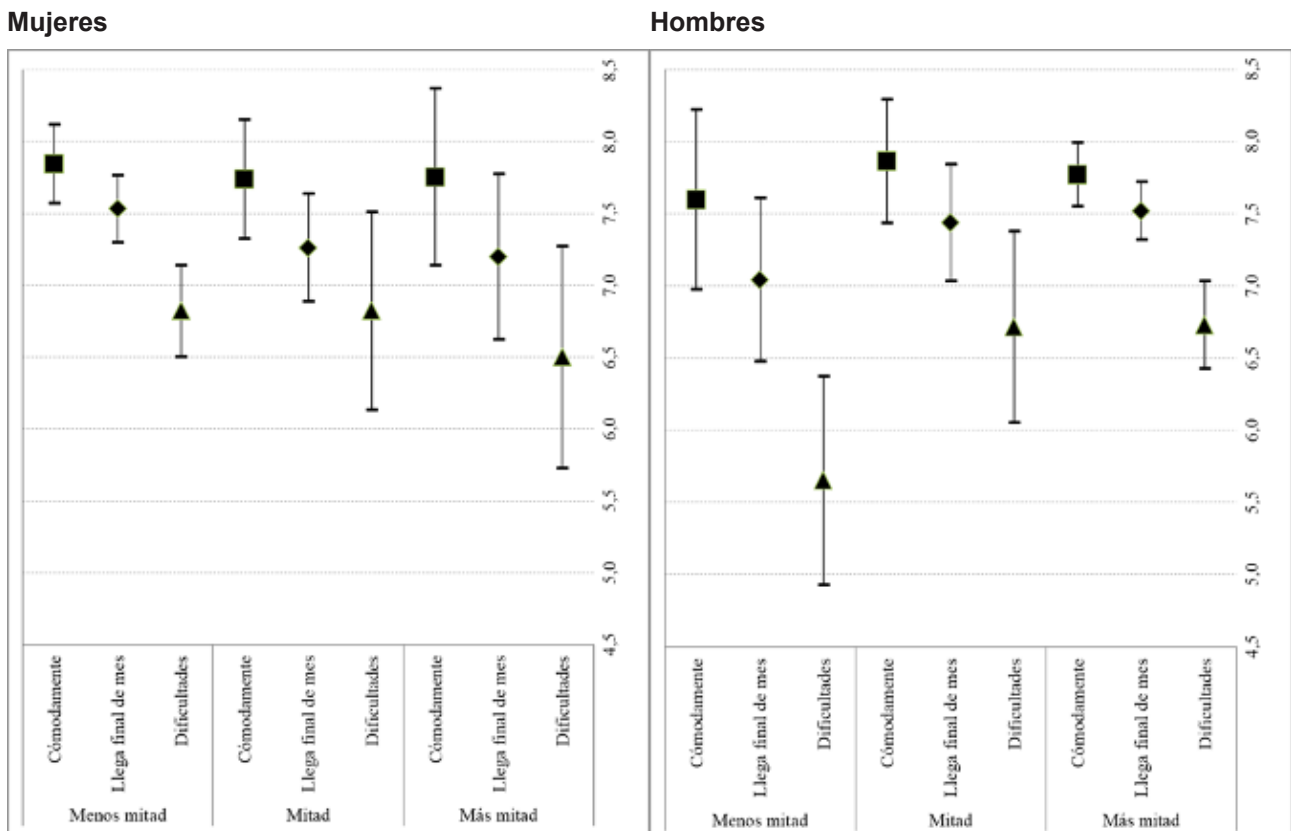 Mujeres
8,5
8,0
7,5
7,0
6,5
6,0
5,5
5,0
4,5
Cómodamente
Llega final de mes
Dificultades
Cómodamente
Llega final de mes
Dificultades
Cómodamente
Llega final de mes
Dificultades
Menos mitad
Mitad
Más mitad
Hombres
8,5
8,0
7,5
7,0
6,5
6,0
5,5
5,0
4,5
Cómodamente
Llega final de mes
Dificultades
Cómodamente
Llega final de mes
Dificultades
Cómodamente
Llega final de mes
Dificultades
Menos mitad
Mitad
Más mitad